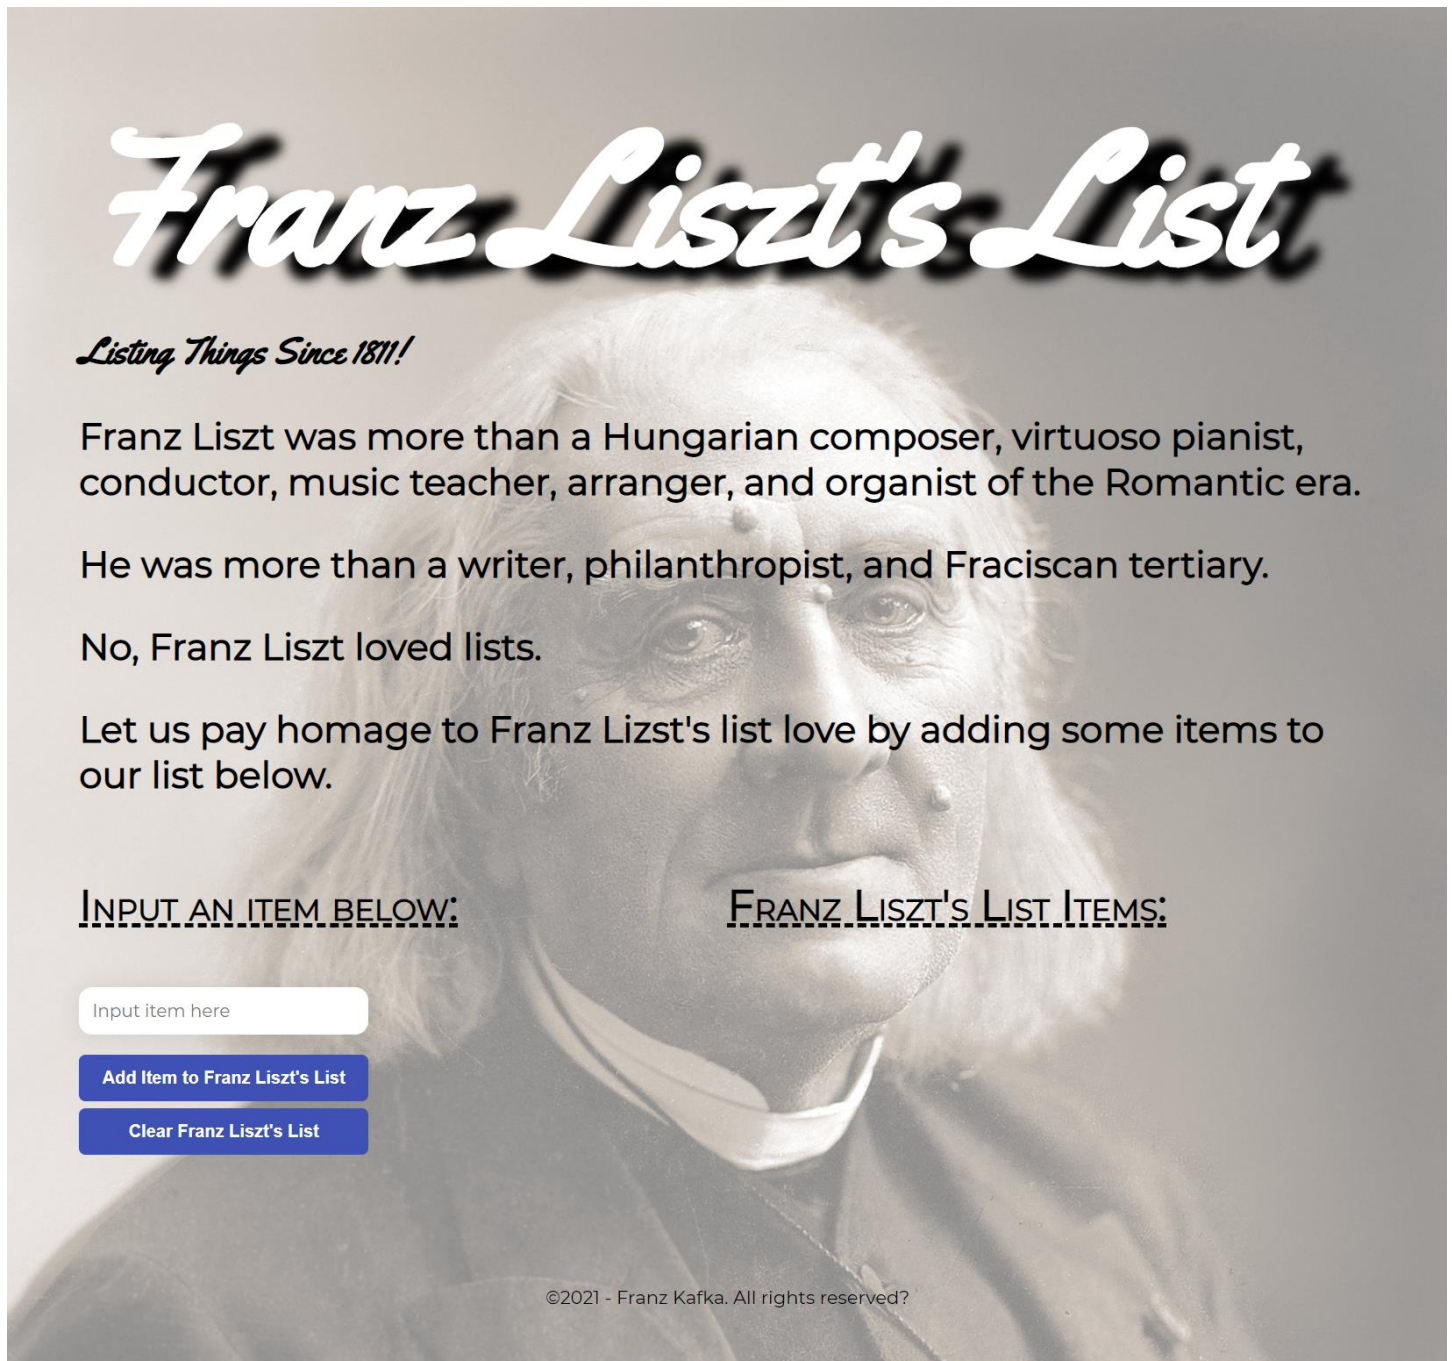 Franz Liszt's List
Listing Things Since 1811!
Franz Liszt was more than a Hungarian composer, virtuoso pianist,
conductor, music teacher, arranger, and organist of the Romantic era.
He was more than a writer, philanthropist, and Fraciscan tertiary.
No, Franz Liszt loved lists.
Let us pay homage to Franz Lizst's list love by adding some items to
our list below.
Input an item below:
Franz Liszt's List Items:
Input item here
Add Item to Franz Liszt's List
Clear Franz Liszt's List
©2021 - Franz Kafka. All rights reserved?